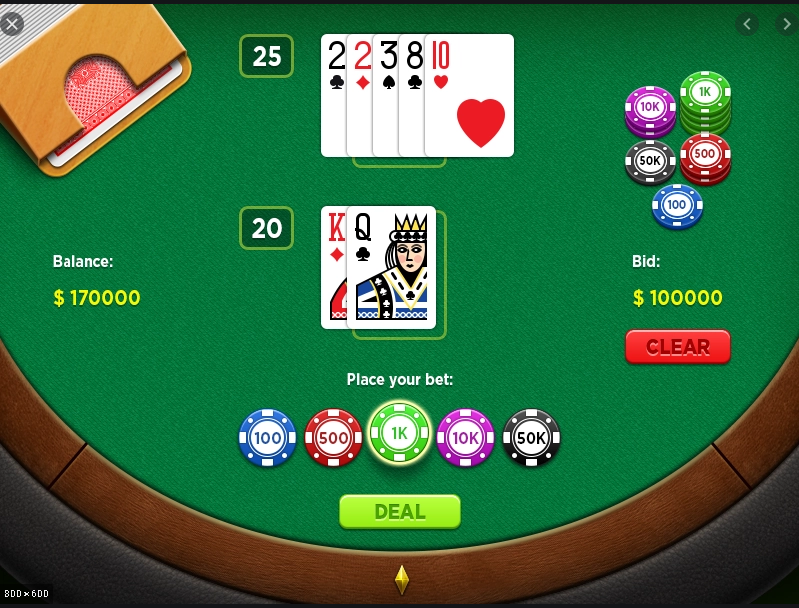 25
2 2 3 8 10
10K
1K
50K
500
100
20
K Q
Balance:
$ 170000
Bid:
$ 100000
CLEAR
Place your bet:
100 500 1K 10K 50K
DEAL
800×600